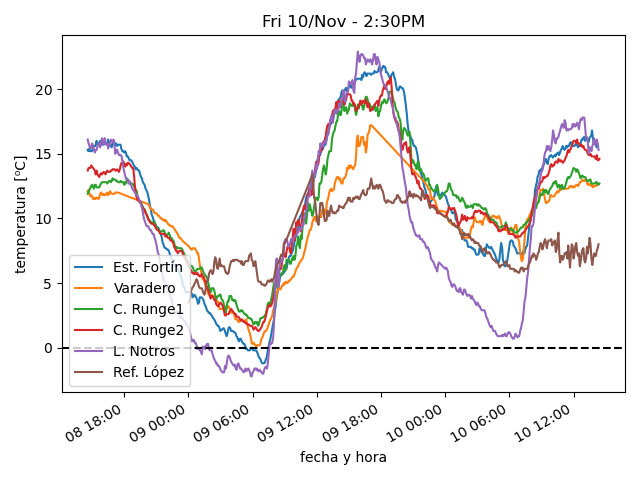 Fri 10/Nov - 2:30PM
temperatura [ºC]
20
15
10
5
0
Est. Fortín
Varadero
C. Runge1
C. Runge2
L. Notros
Ref. López
08 18:00
09 00:00
09 06:00
09 12:00
09 18:00
10 00:00
10 06:00
10 12:00
fecha y hora